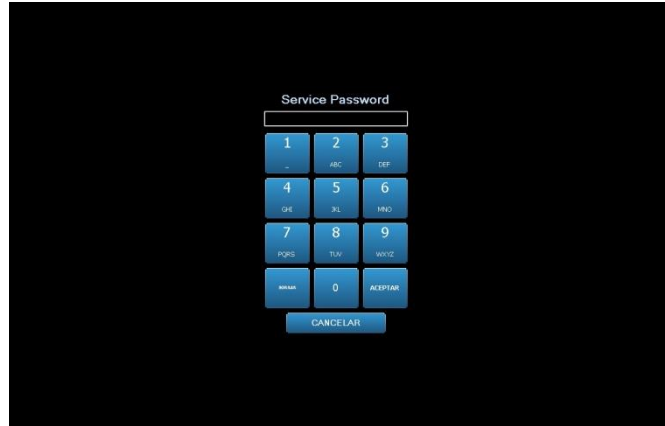 Service Password
1 2 3
_ ABC DEF
4 5 6
GHI JKL MNO
7 8 9
PQRS TUV WXYZ
0 ACEPTAR
CANCELAR